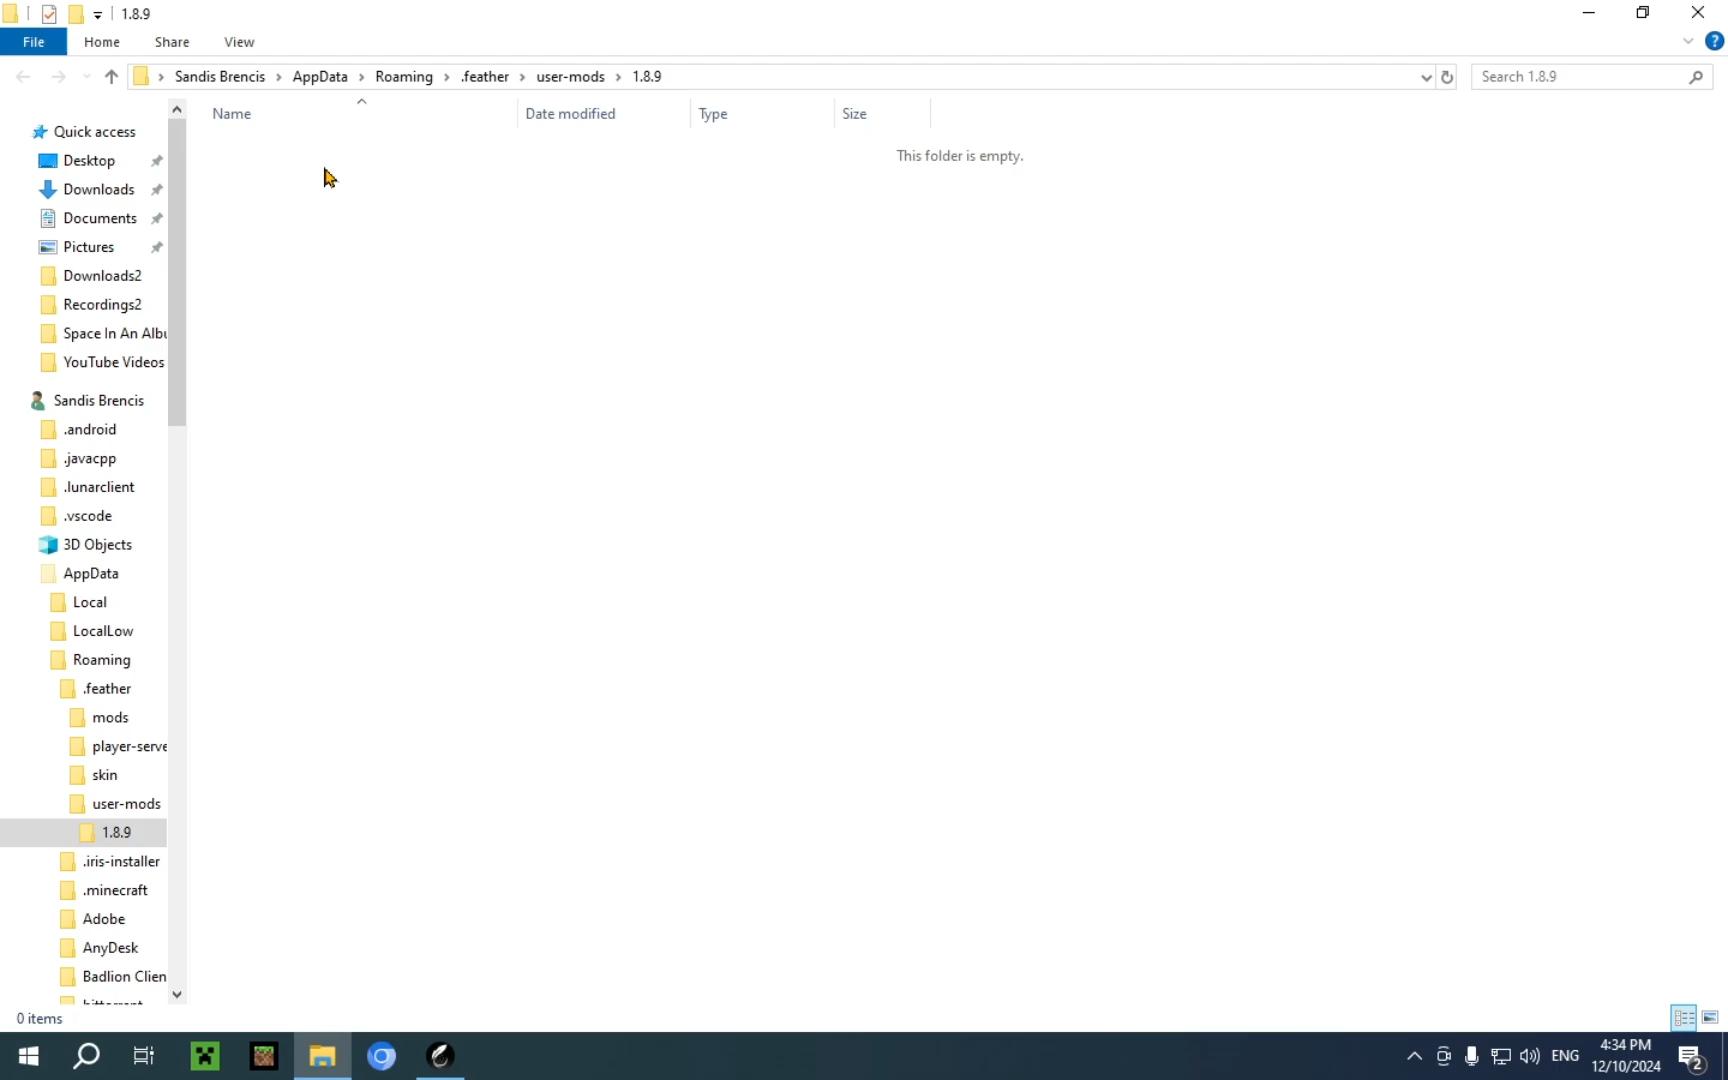 1.8.9
File Home Share View
Sandis Brencis > AppData > Roaming > .feather > user-mods > 1.8.9
Search 1.8.9
Name Date modified Type Size
This folder is empty.
Quick access
Desktop
Downloads
Documents
Pictures
Downloads2
Recordings2
Space In An Albu
YouTube Videos
Sandis Brencis
.android
.javacpp
.lunarclient
.vscode
3D Objects
AppData
Local
LocalLow
Roaming
.feather
mods
player-serve
skin
user-mods
1.8.9
.iris-installer
.minecraft
Adobe
AnyDesk
Badlion Clien
0 items
ENG
4:34 PM
12/10/2024
2